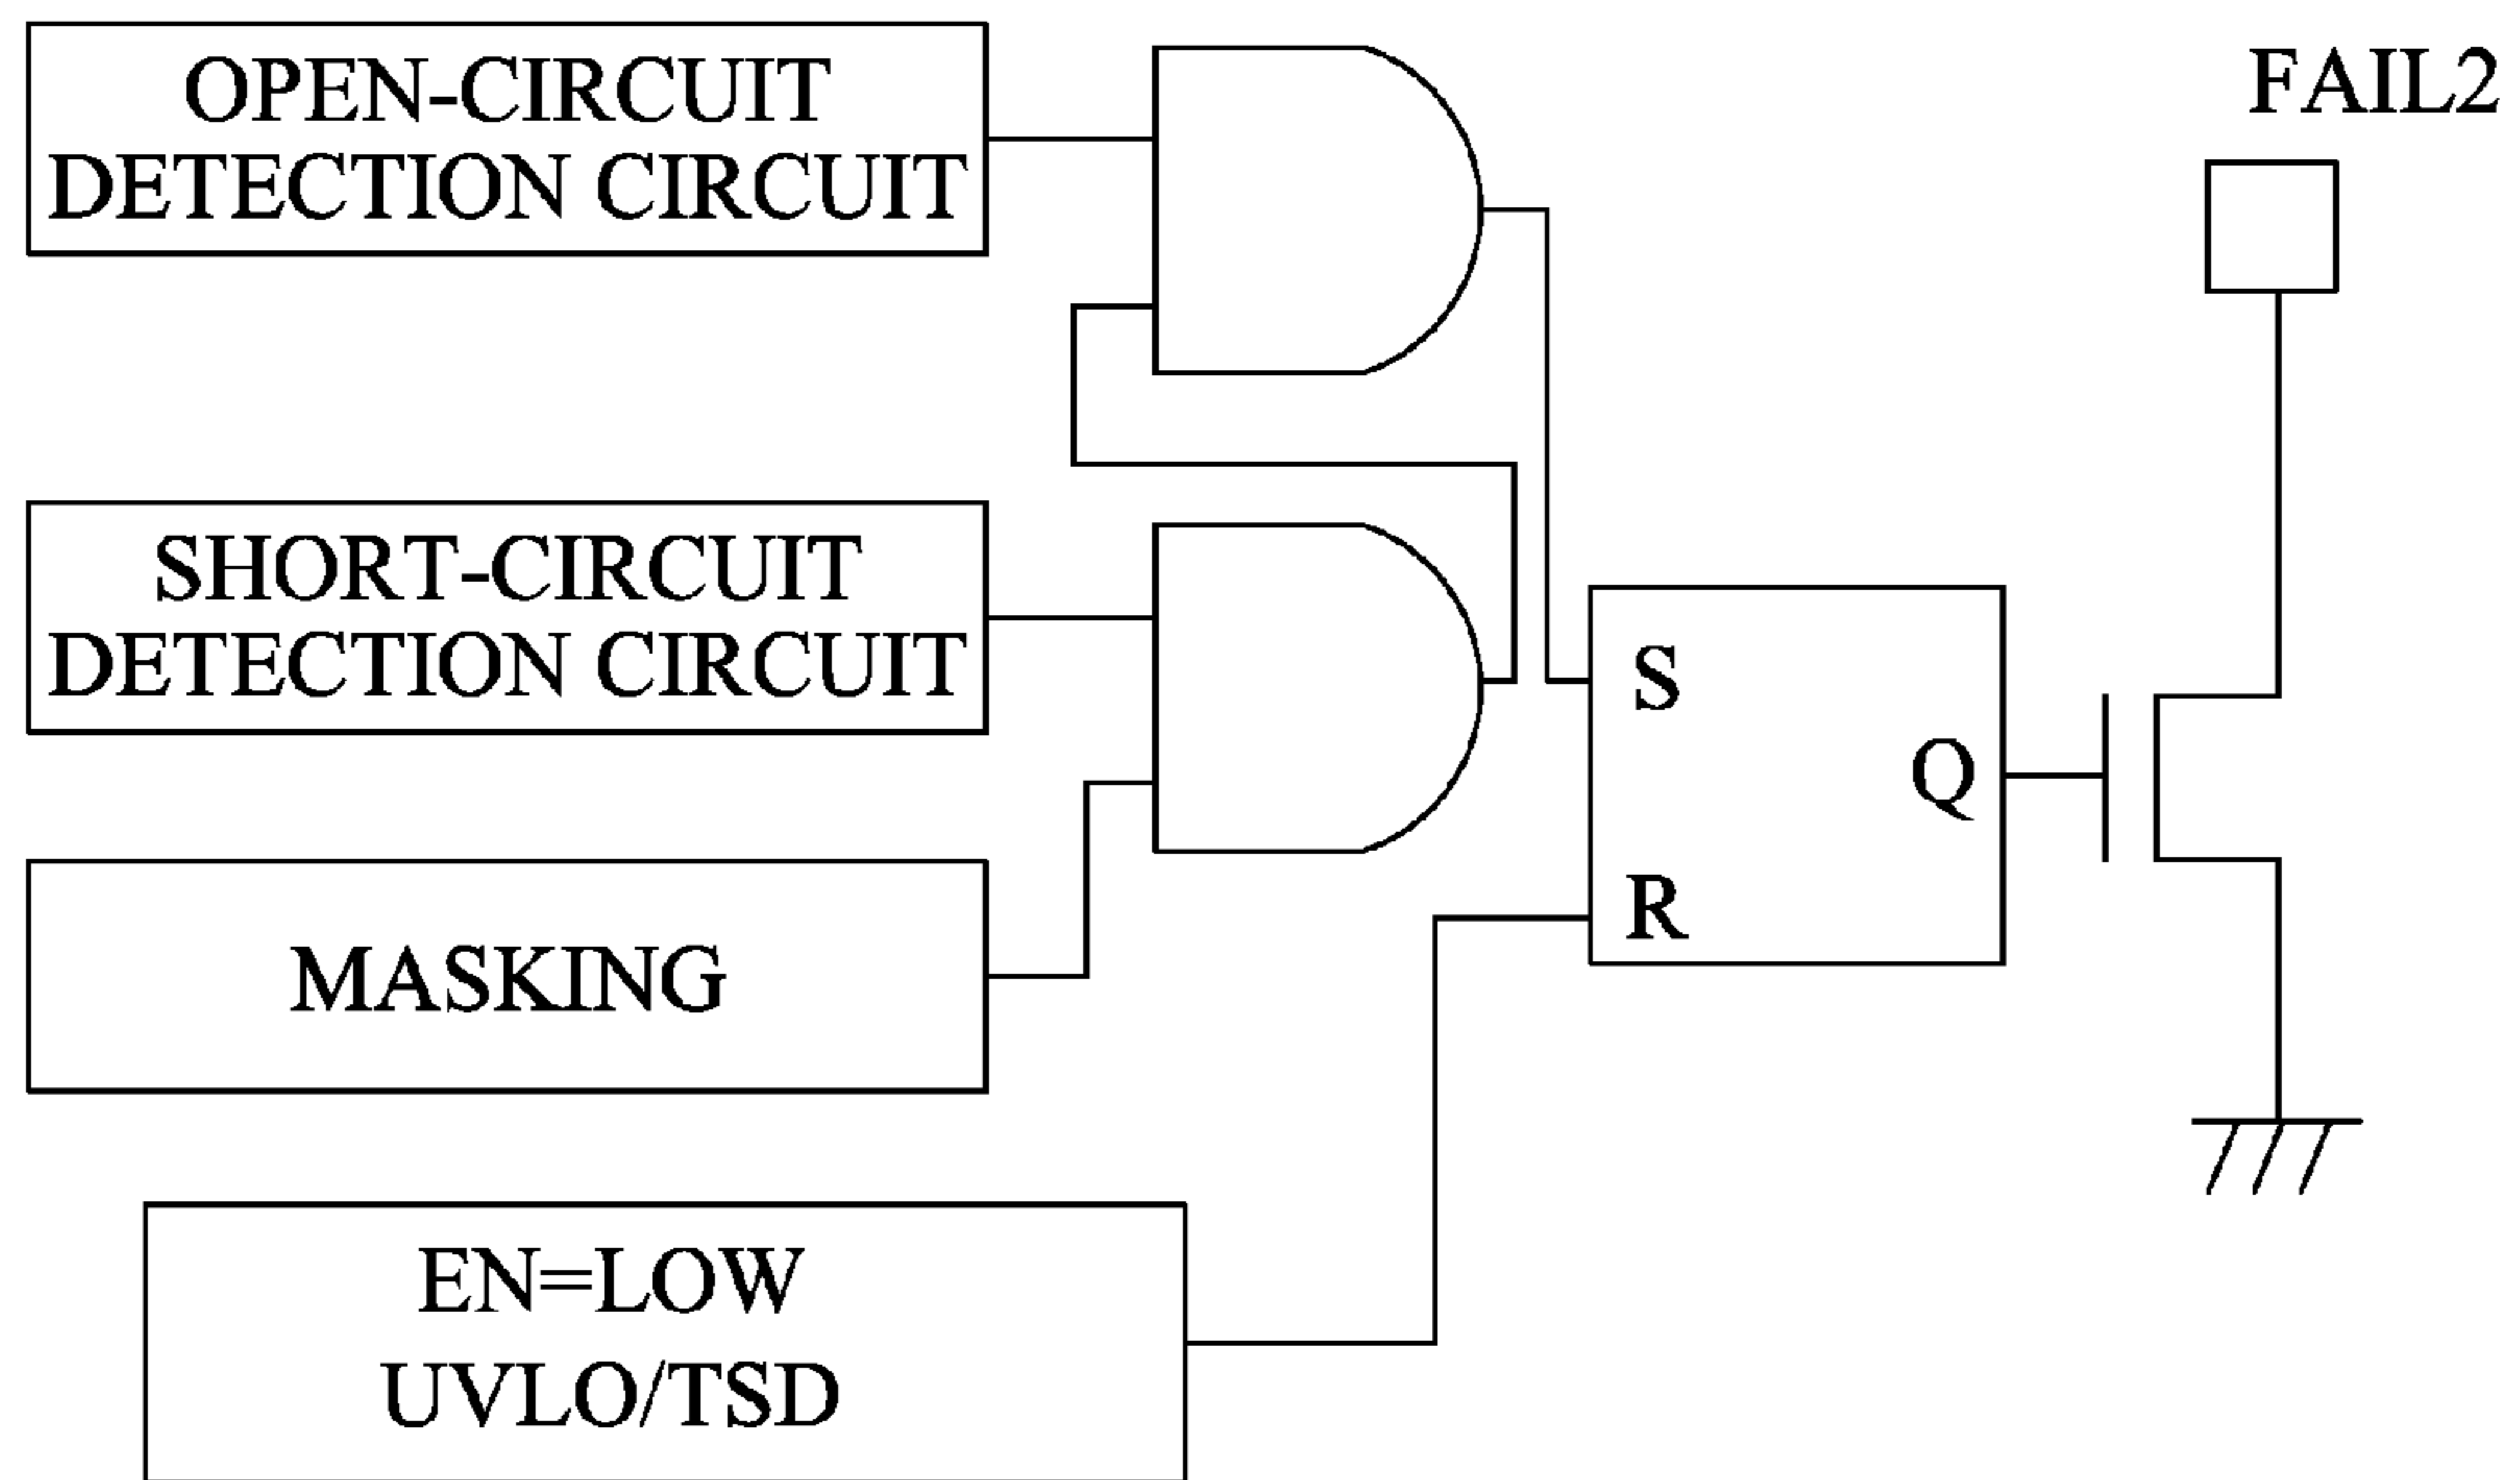 OPEN-CIRCUIT
DETECTION CIRCUIT
FAIL2
SHORT-CIRCUIT
DETECTION CIRCUIT
S
Q
R
MASKING
EN=LOW
UVLO/TSD